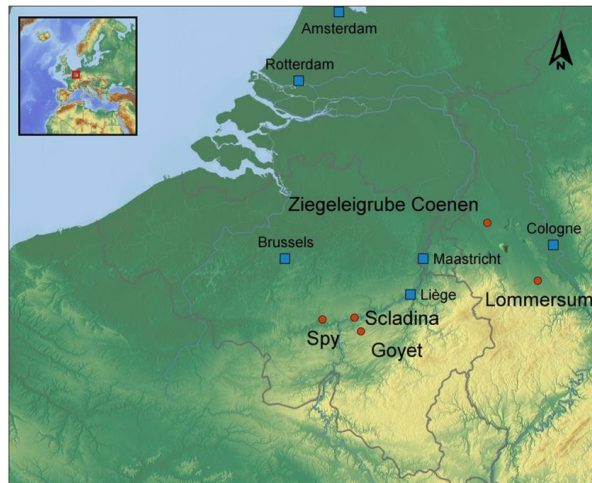 Amsterdam
N
Rotterdam
Ziegeleigrube Coenen
Cologne
Brussels
Maastricht
Liège
Lommersum
Scladina
Spy
Goyet